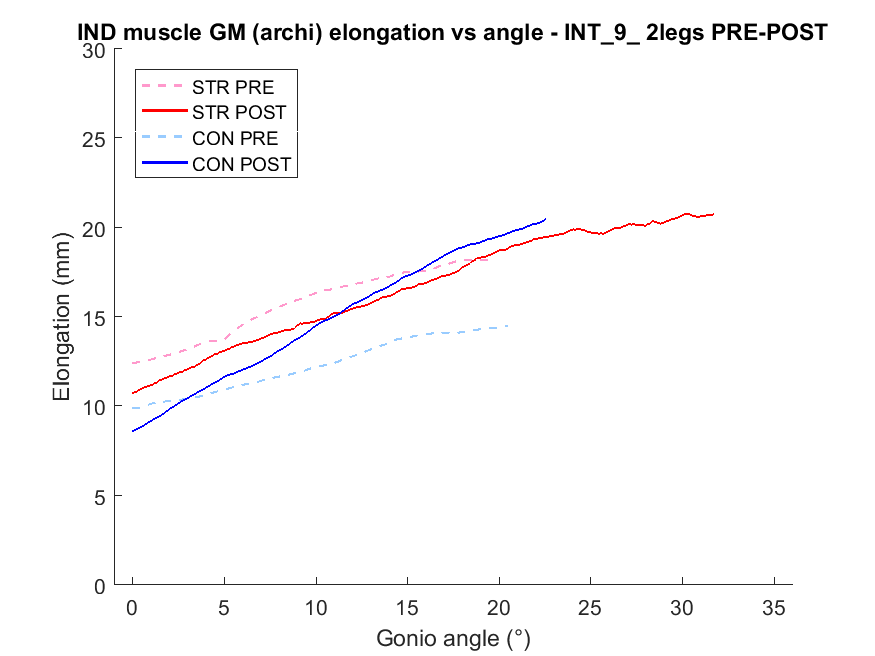 IND muscle GM (archi) elongation vs angle - INT_9_ 2legs PRE-POST
30
25
20
15
10
5
0
Elongation (mm)
STR PRE
STR POST
CON PRE
CON POST
0 5 10 15 20 25 30 35
Gonio angle (°)